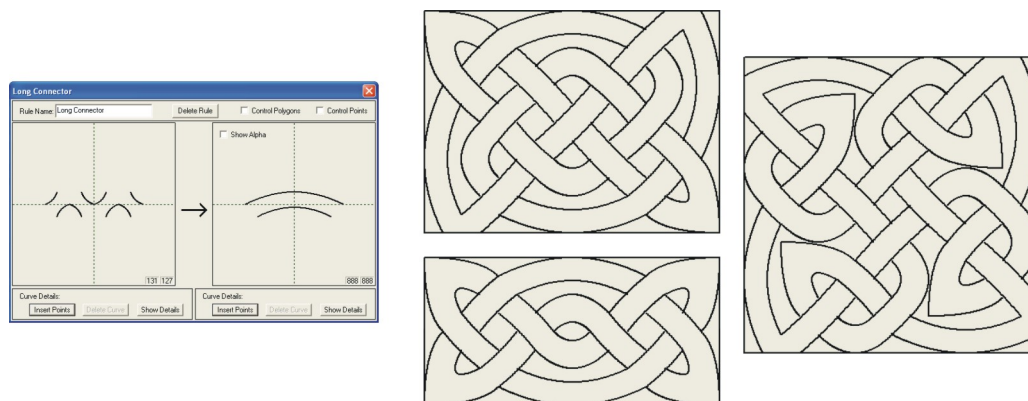 Long Connector
Rule Name: Long Connector Delete Rule Control Polygons Control Points
Show Alpha
131 127 888 888
Curve Details: Curve Details:
Insert Points Delete Curve Show Details Insert Points Delete Curve Show Details